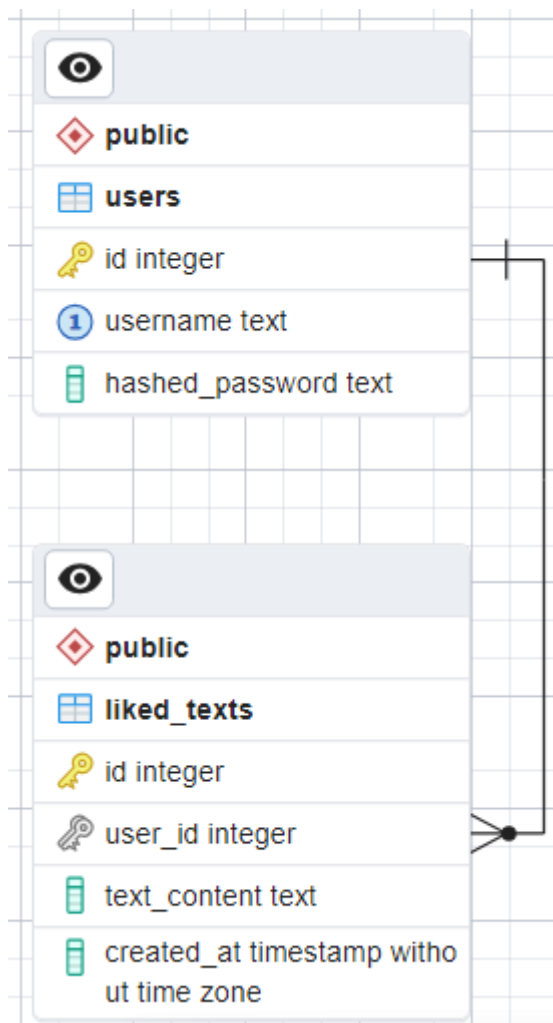 public
users
id integer
1 username text
hashed_password text
public
liked_texts
id integer
user_id integer
text_content text
created_at timestamp witho
ut time zone